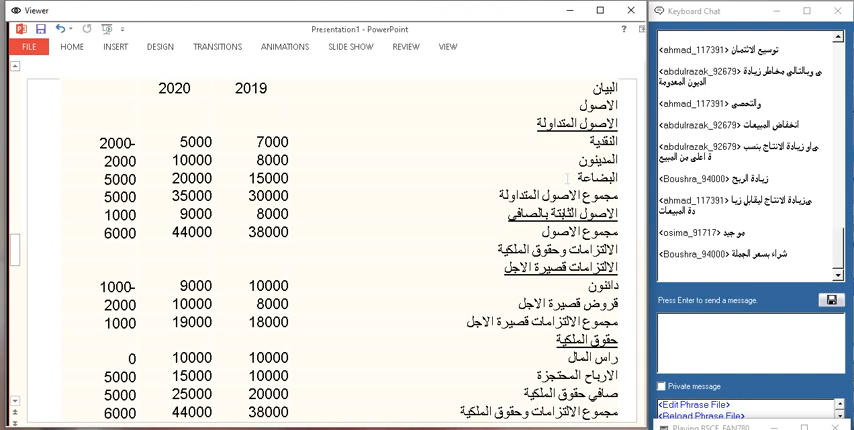 Viewer
Keyboard Chat
Presentation1 - PowerPoint
FILE HOME INSERT DESIGN TRANSITIONS ANIMATIONS SLIDE SHOW REVIEW VIEW
البيان 2019 2020
الاصول
الاصول المتداولة
النقدية 7000 5000 2000-
المدينون 8000 10000 2000
البضاعة 15000 20000 5000
مجموع الاصول المتداولة 30000 35000 5000
الاصول الثابتة بالصافي 8000 9000 1000
مجموع الاصول 38000 44000 6000
الالتزامات وحقوق الملكية
الالتزامات قصيرة الاجل
دائنون 10000 9000 1000-
قروض قصيرة الاجل 8000 10000 2000
مجموع الالتزامات قصيرة الاجل 18000 19000 1000
حقوق الملكية
راس المال 10000 10000 0
الارباح المحتجزة 10000 15000 5000
صافي حقوق الملكية 20000 25000 5000
مجموع الالتزامات وحقوق الملكية 38000 44000 6000
<ahmad_117391> توسيع الائتمان
<abdulrazak_92679> ى وبالتالي مخاطر زيادة
الديون المعدومة
<ahmad_117391> والتحصى
<abdulrazak_92679> انخفاض المبيعات
<abdulrazak_92679> ى او زيادة الانتاج بنسب
ة اعلى من المبيع
<Boushra_94000> زيادة الربح
<ahmad_117391> ى زيادة الانتاج ليقابل زيا
دة المبيعات
<osima_91717> مو جيد
<Boushra_94000> شراء بسعر الجملة
Press Enter to send a message.
Private message
<Edit Phrase File>
<Reload Phrase File>
Playing BSCE_FAN780